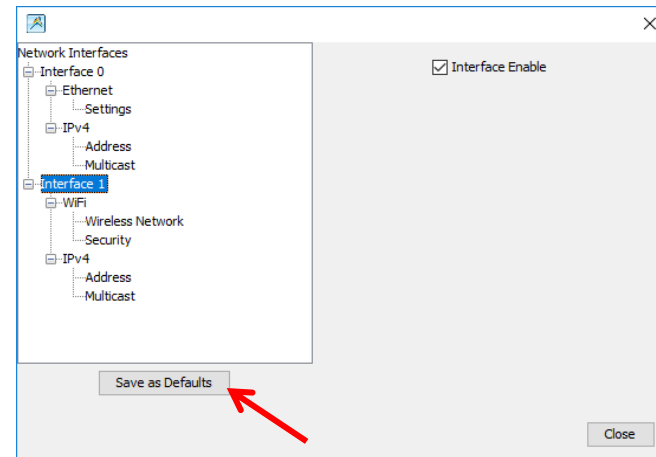 Network Interfaces
Interface 0
Ethernet
Settings
IPv4
Address
Multicast
Interface 1
WiFi
Wireless Network
Security
IPv4
Address
Multicast
Interface Enable
Save as Defaults
Close